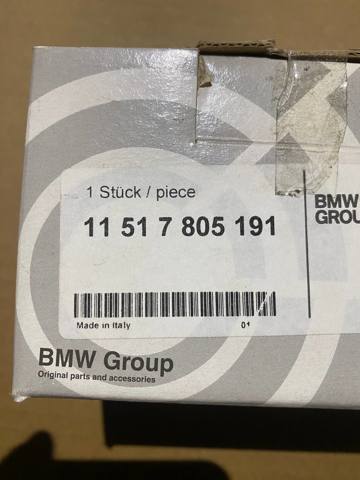 1 Stück / piece
11 51 7 805 191
BMW
GROU
Made in Italy 01
BMW Group
Original parts and accessories